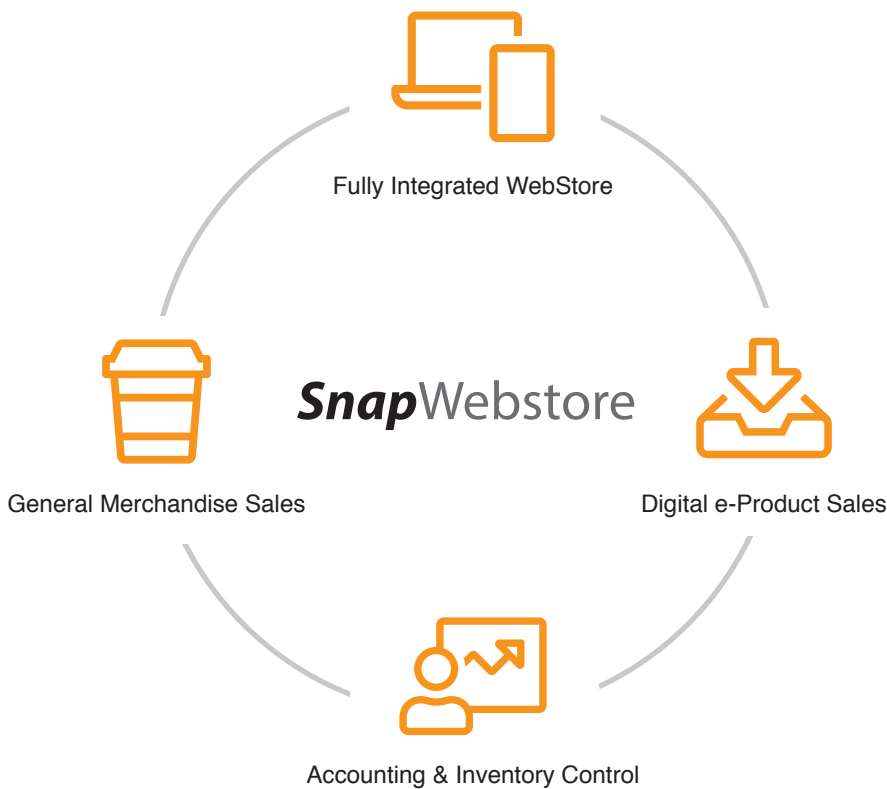 Fully Integrated WebStore
SnapWebstore
General Merchandise Sales
Digital e-Product Sales
Accounting & Inventory Control